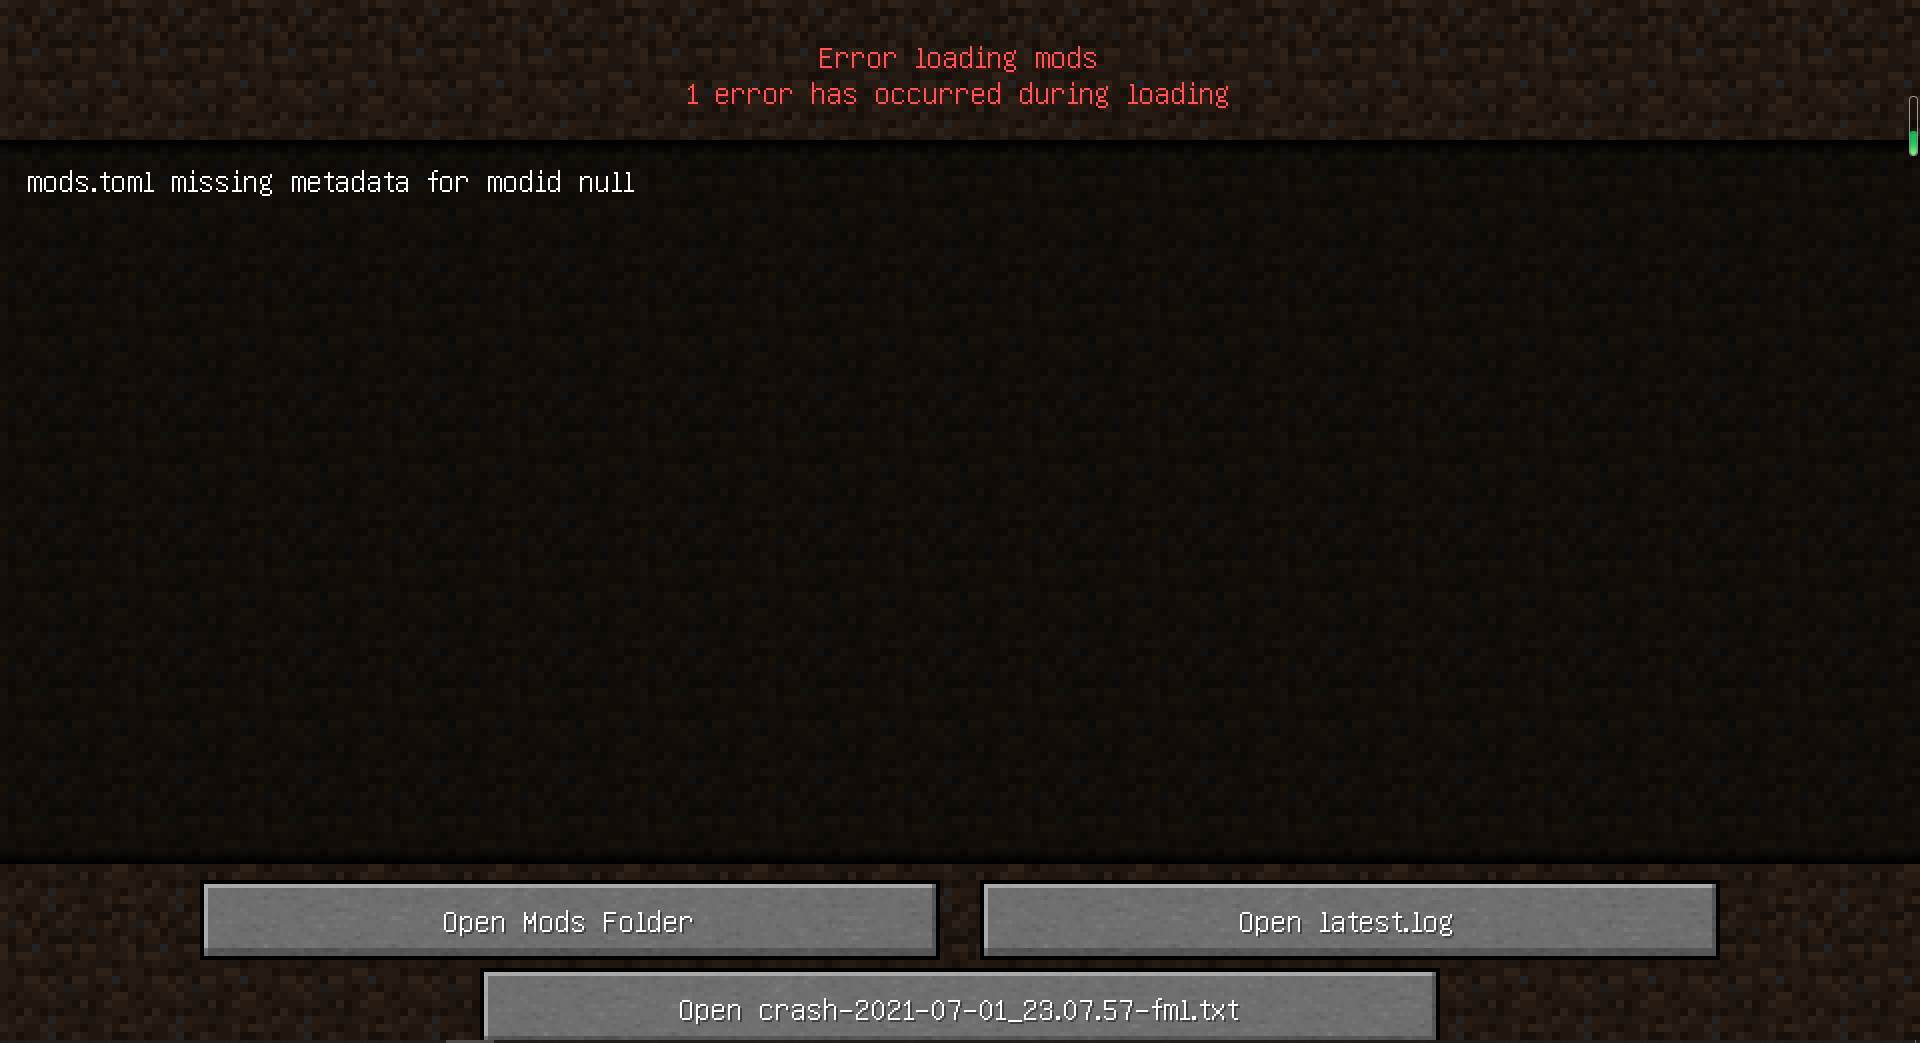 Error loading mods
1 error has occurred during loading
mods.toml missing metadata for modid null
Open Mods Folder
Open latest.log
Open crash-2021-07-01_23.07.57-fml.txt